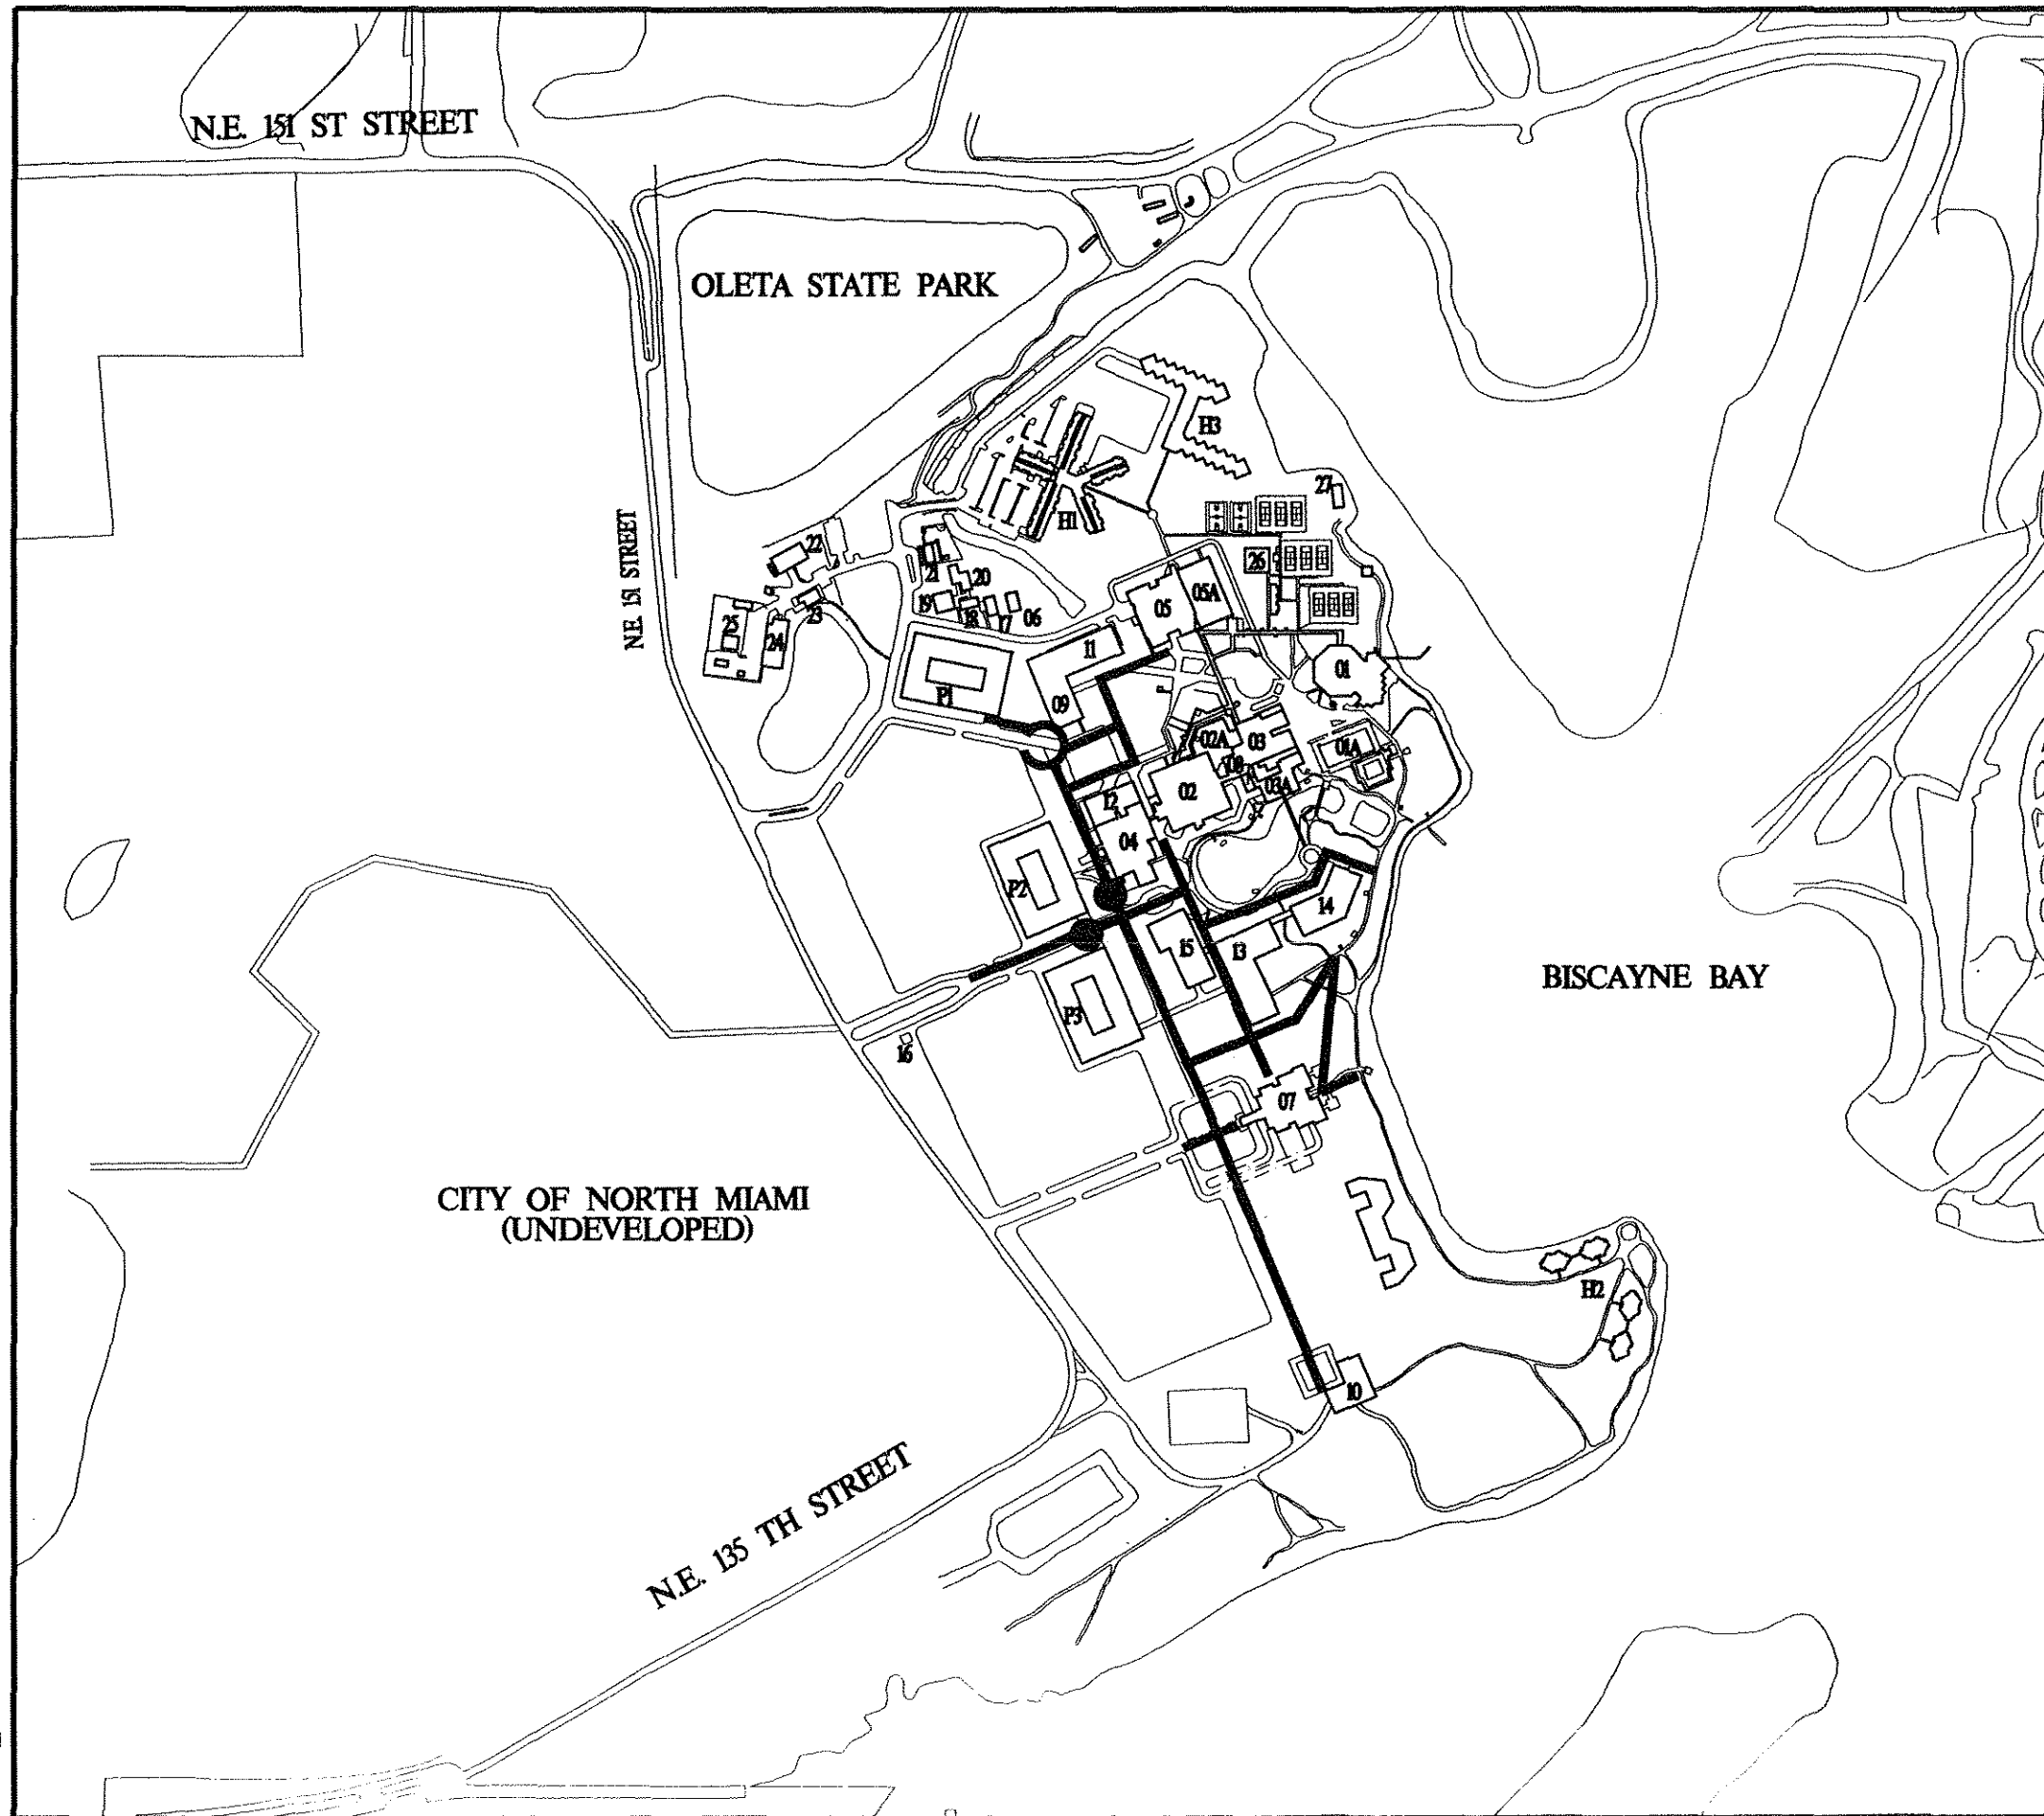 N.E. 151 ST STREET
OLETA STATE PARK
H3
27
H1
N.E. 151 STREET
22
26
21
20
05A
19
23
18
17
06
05
25
24
11
01
P1
09
02A
03
01A
08
03A
02
12
04
P2
14
15
13
BISCAYNE BAY
P3
16
07
CITY OF NORTH MIAMI
(UNDEVELOPED)
H2
10
N.E. 135 TH STREET